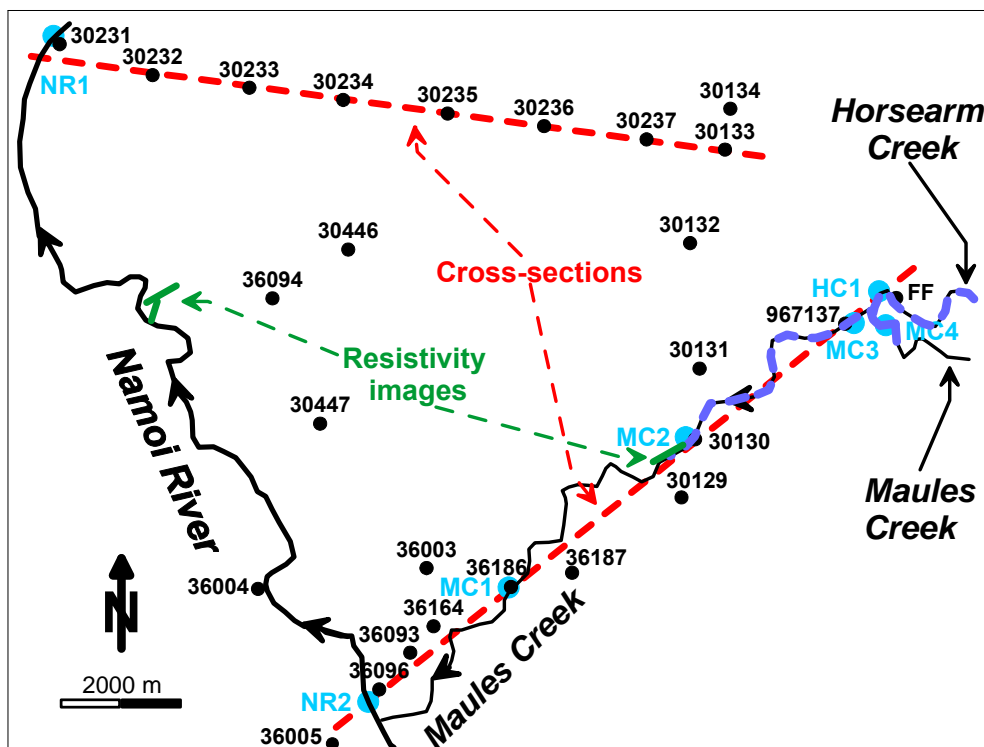 30231
NR1
30232
30233
30234
30235
30236
30237
30134
30133
Horsearm
Creek
30446
30132
36094
Cross-sections
HC1
FF
967137
MC3
MC4
Resistivity
images
30131
30447
MC2
30130
30129
Maules
Creek
Namoi River
36003
36186
36187
MC1
36004
36164
36093
36096
NR2
36005
Maules Creek
N
2000 m